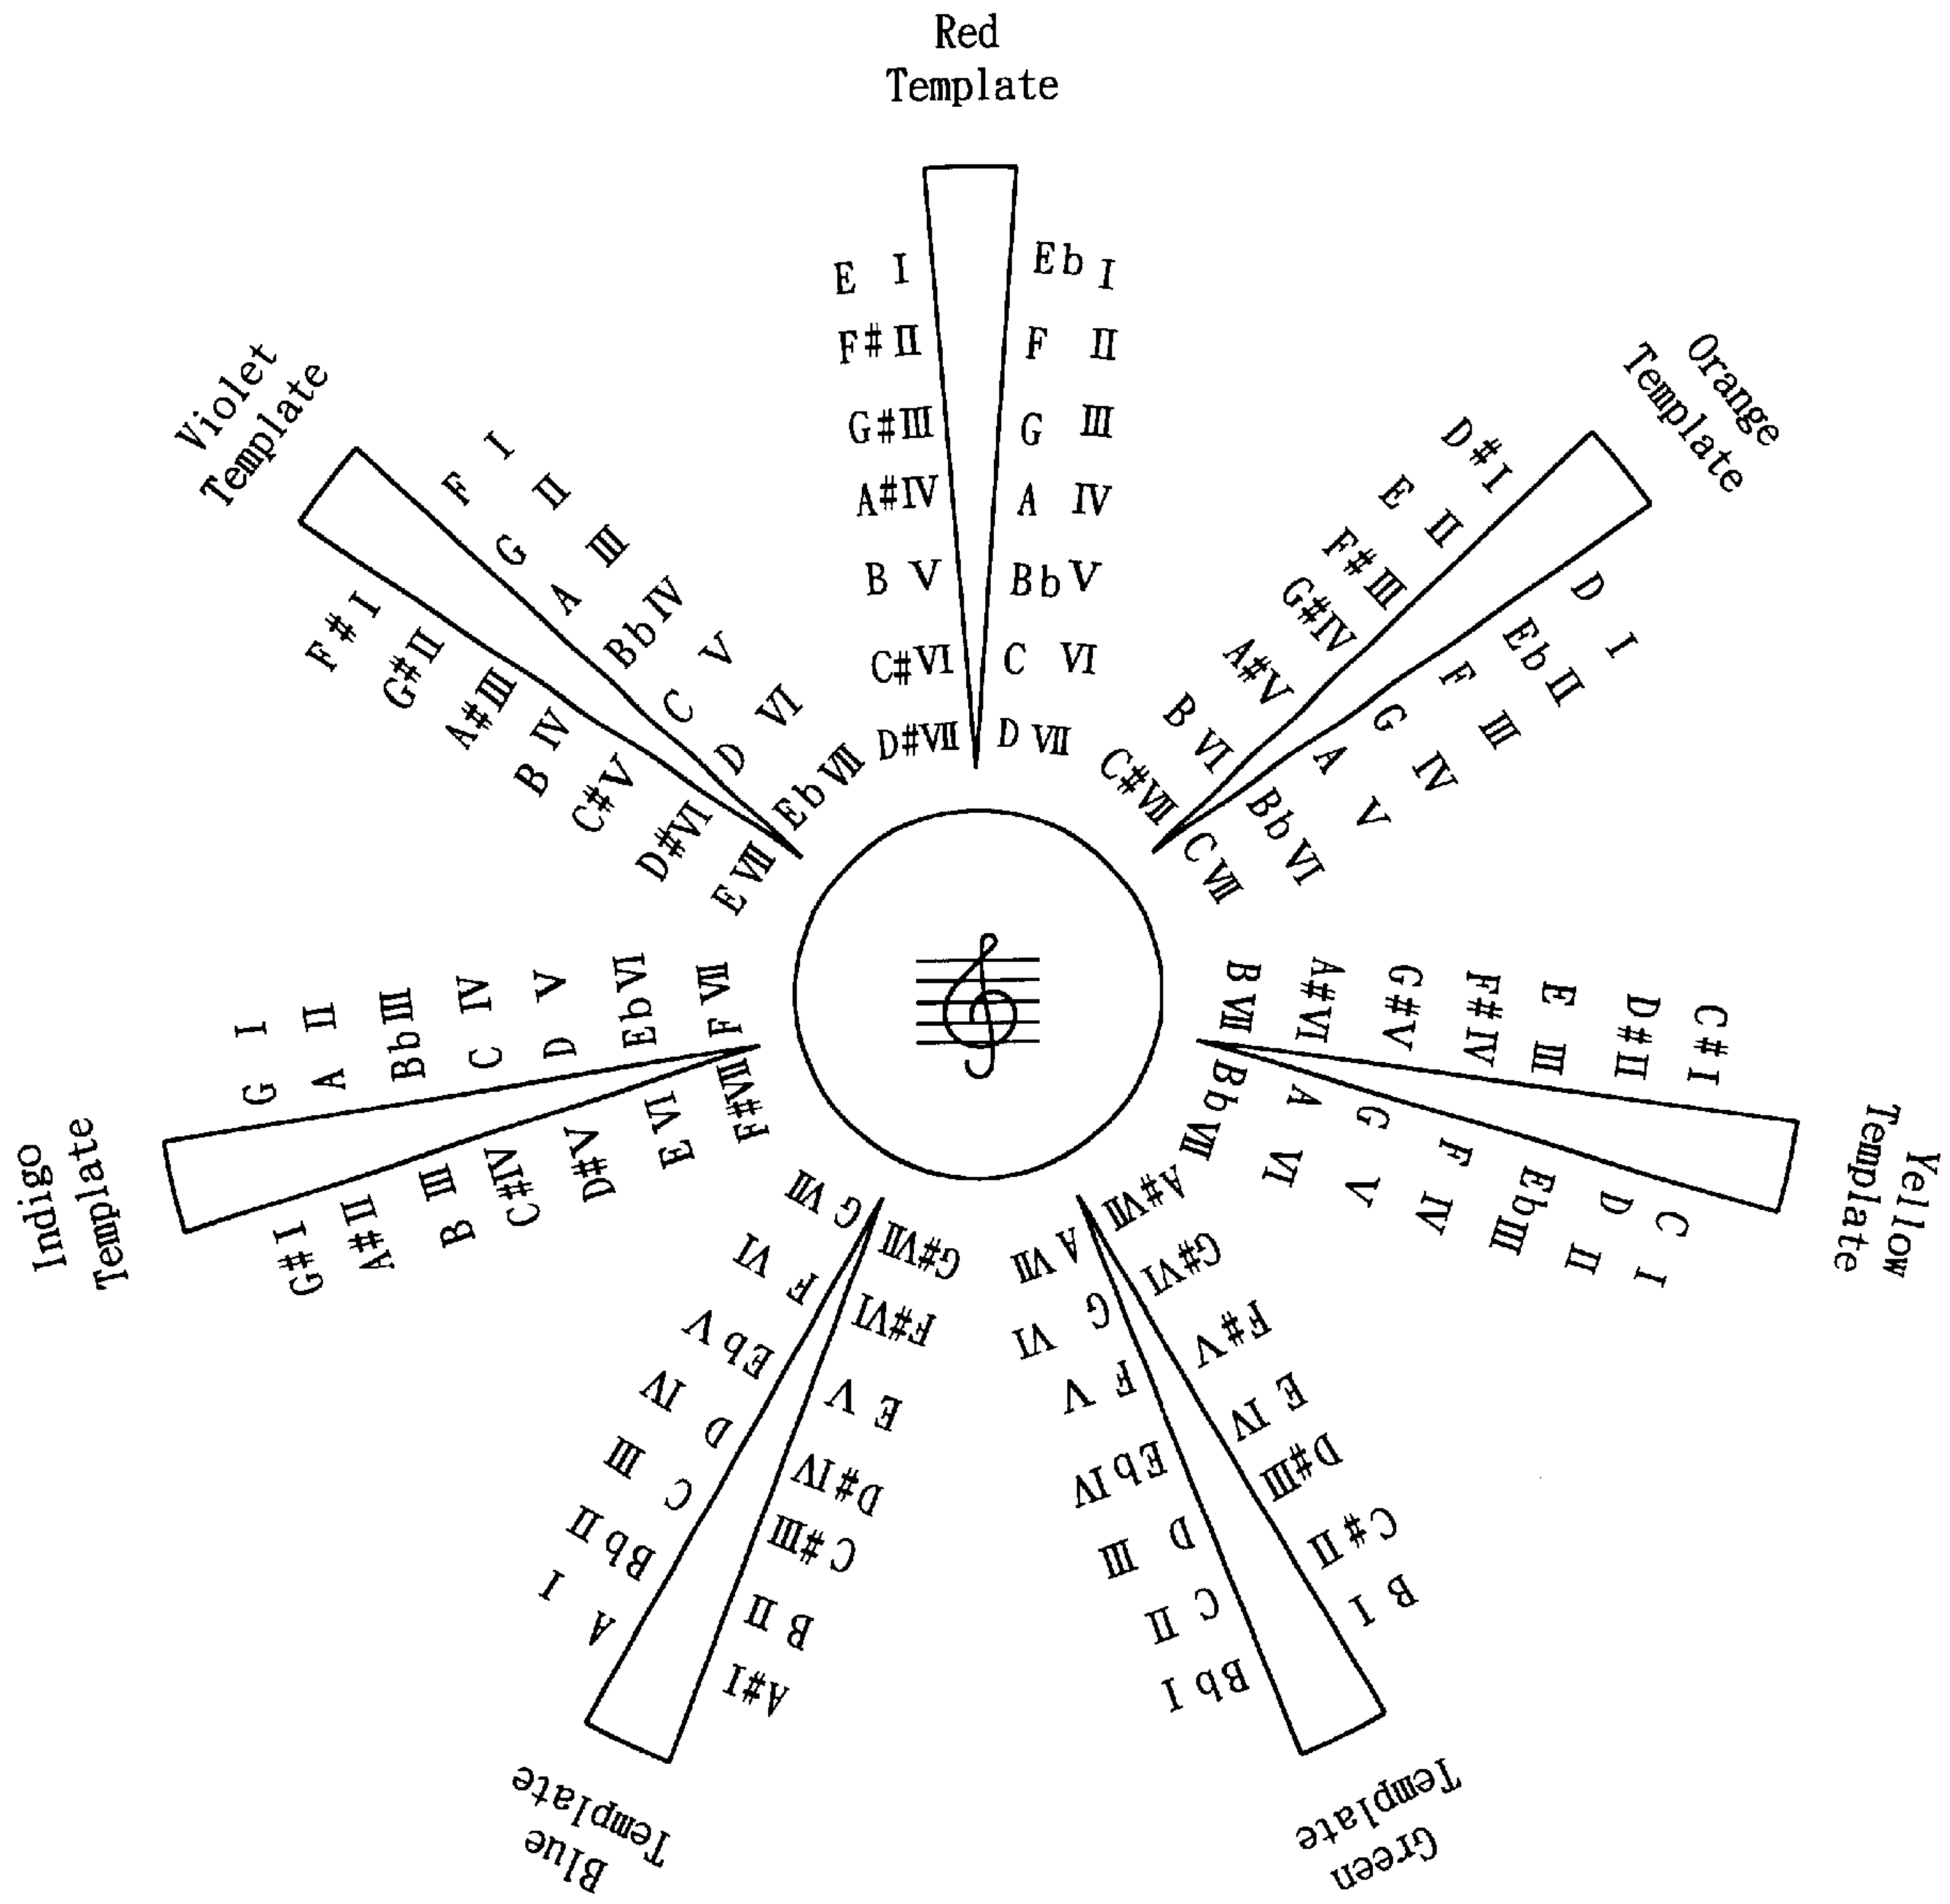 Red
Template
E I
F# II
G# III
A# IV
B V
C# VI
D# VII
Eb I
F II
G III
A IV
Bb V
C VI
D VII
Orange
Template
D# I
E II
F# III
G# IV
A# V
B VI
C# VII
D I
Eb II
F III
G IV
A V
Bb VI
C VII
Yellow
Template
C# I
D# II
E III
F# IV
G# V
A# VI
B VII
C I
D II
Eb III
F IV
G V
A VI
Bb VII
Green
Template
B I
C# II
D# III
E IV
F# V
G# VI
A# VII
Bb I
C II
D III
Eb IV
F V
G VI
A VII
Blue
Template
A# I
B II
C# III
D# IV
E V
F# VI
G# VII
A I
Bb II
C III
D IV
Eb V
F VI
G VII
Indigo
Template
G# I
A# II
B III
C# IV
D# V
E VI
F# VII
G I
A II
Bb III
C IV
D V
Eb VI
F VII
Violet
Template
F# I
G# II
A# III
B IV
C# V
D# VI
E VII
F I
G II
A III
Bb IV
C V
D VI
Eb VII